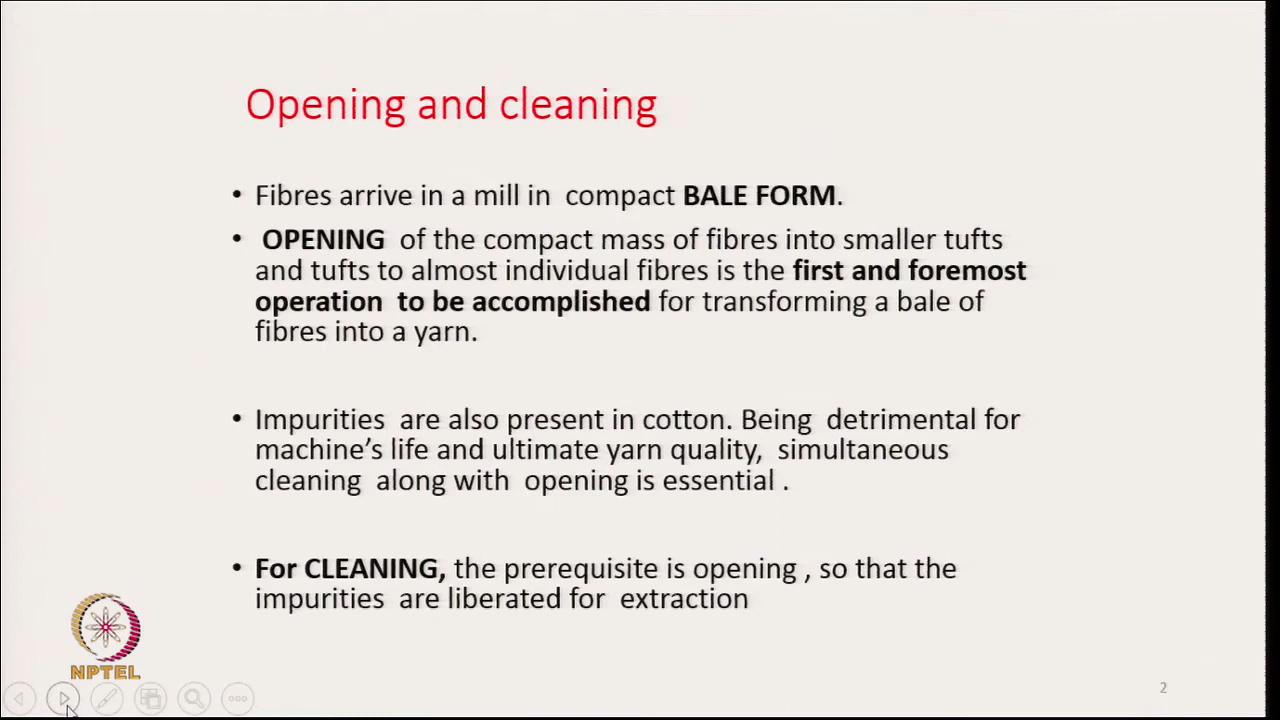 Opening and cleaning
• Fibres arrive in a mill in compact BALE FORM.
• OPENING of the compact mass of fibres into smaller tufts
and tufts to almost individual fibres is the first and foremost
operation to be accomplished for transforming a bale of
fibres into a yarn.
• Impurities are also present in cotton. Being detrimental for
machine’s life and ultimate yarn quality, simultaneous
cleaning along with opening is essential .
• For CLEANING, the prerequisite is opening , so that the
impurities are liberated for extraction
NPTEL
2